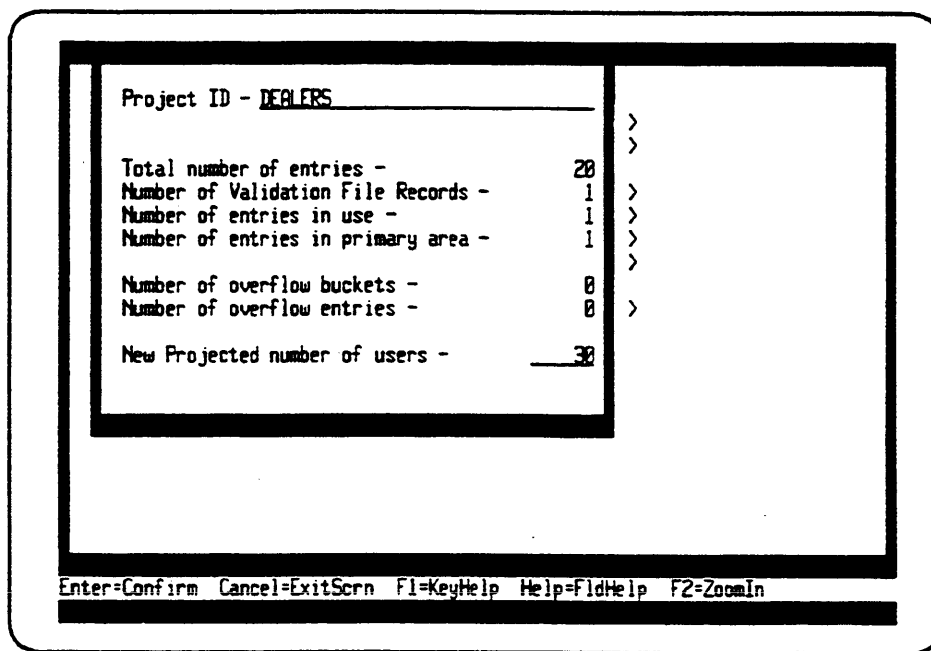 Project ID - DEALERS
>
>
Total number of entries - 20
Number of Validation File Records - 1 >
Number of entries in use - 1 >
Number of entries in primary area - 1 >
>
Number of overflow buckets - 0
Number of overflow entries - 0 >
New Projected number of users - 30
Enter=Confirm Cancel=ExitScrn F1=KeyHelp Help=FldHelp F2=ZoomIn